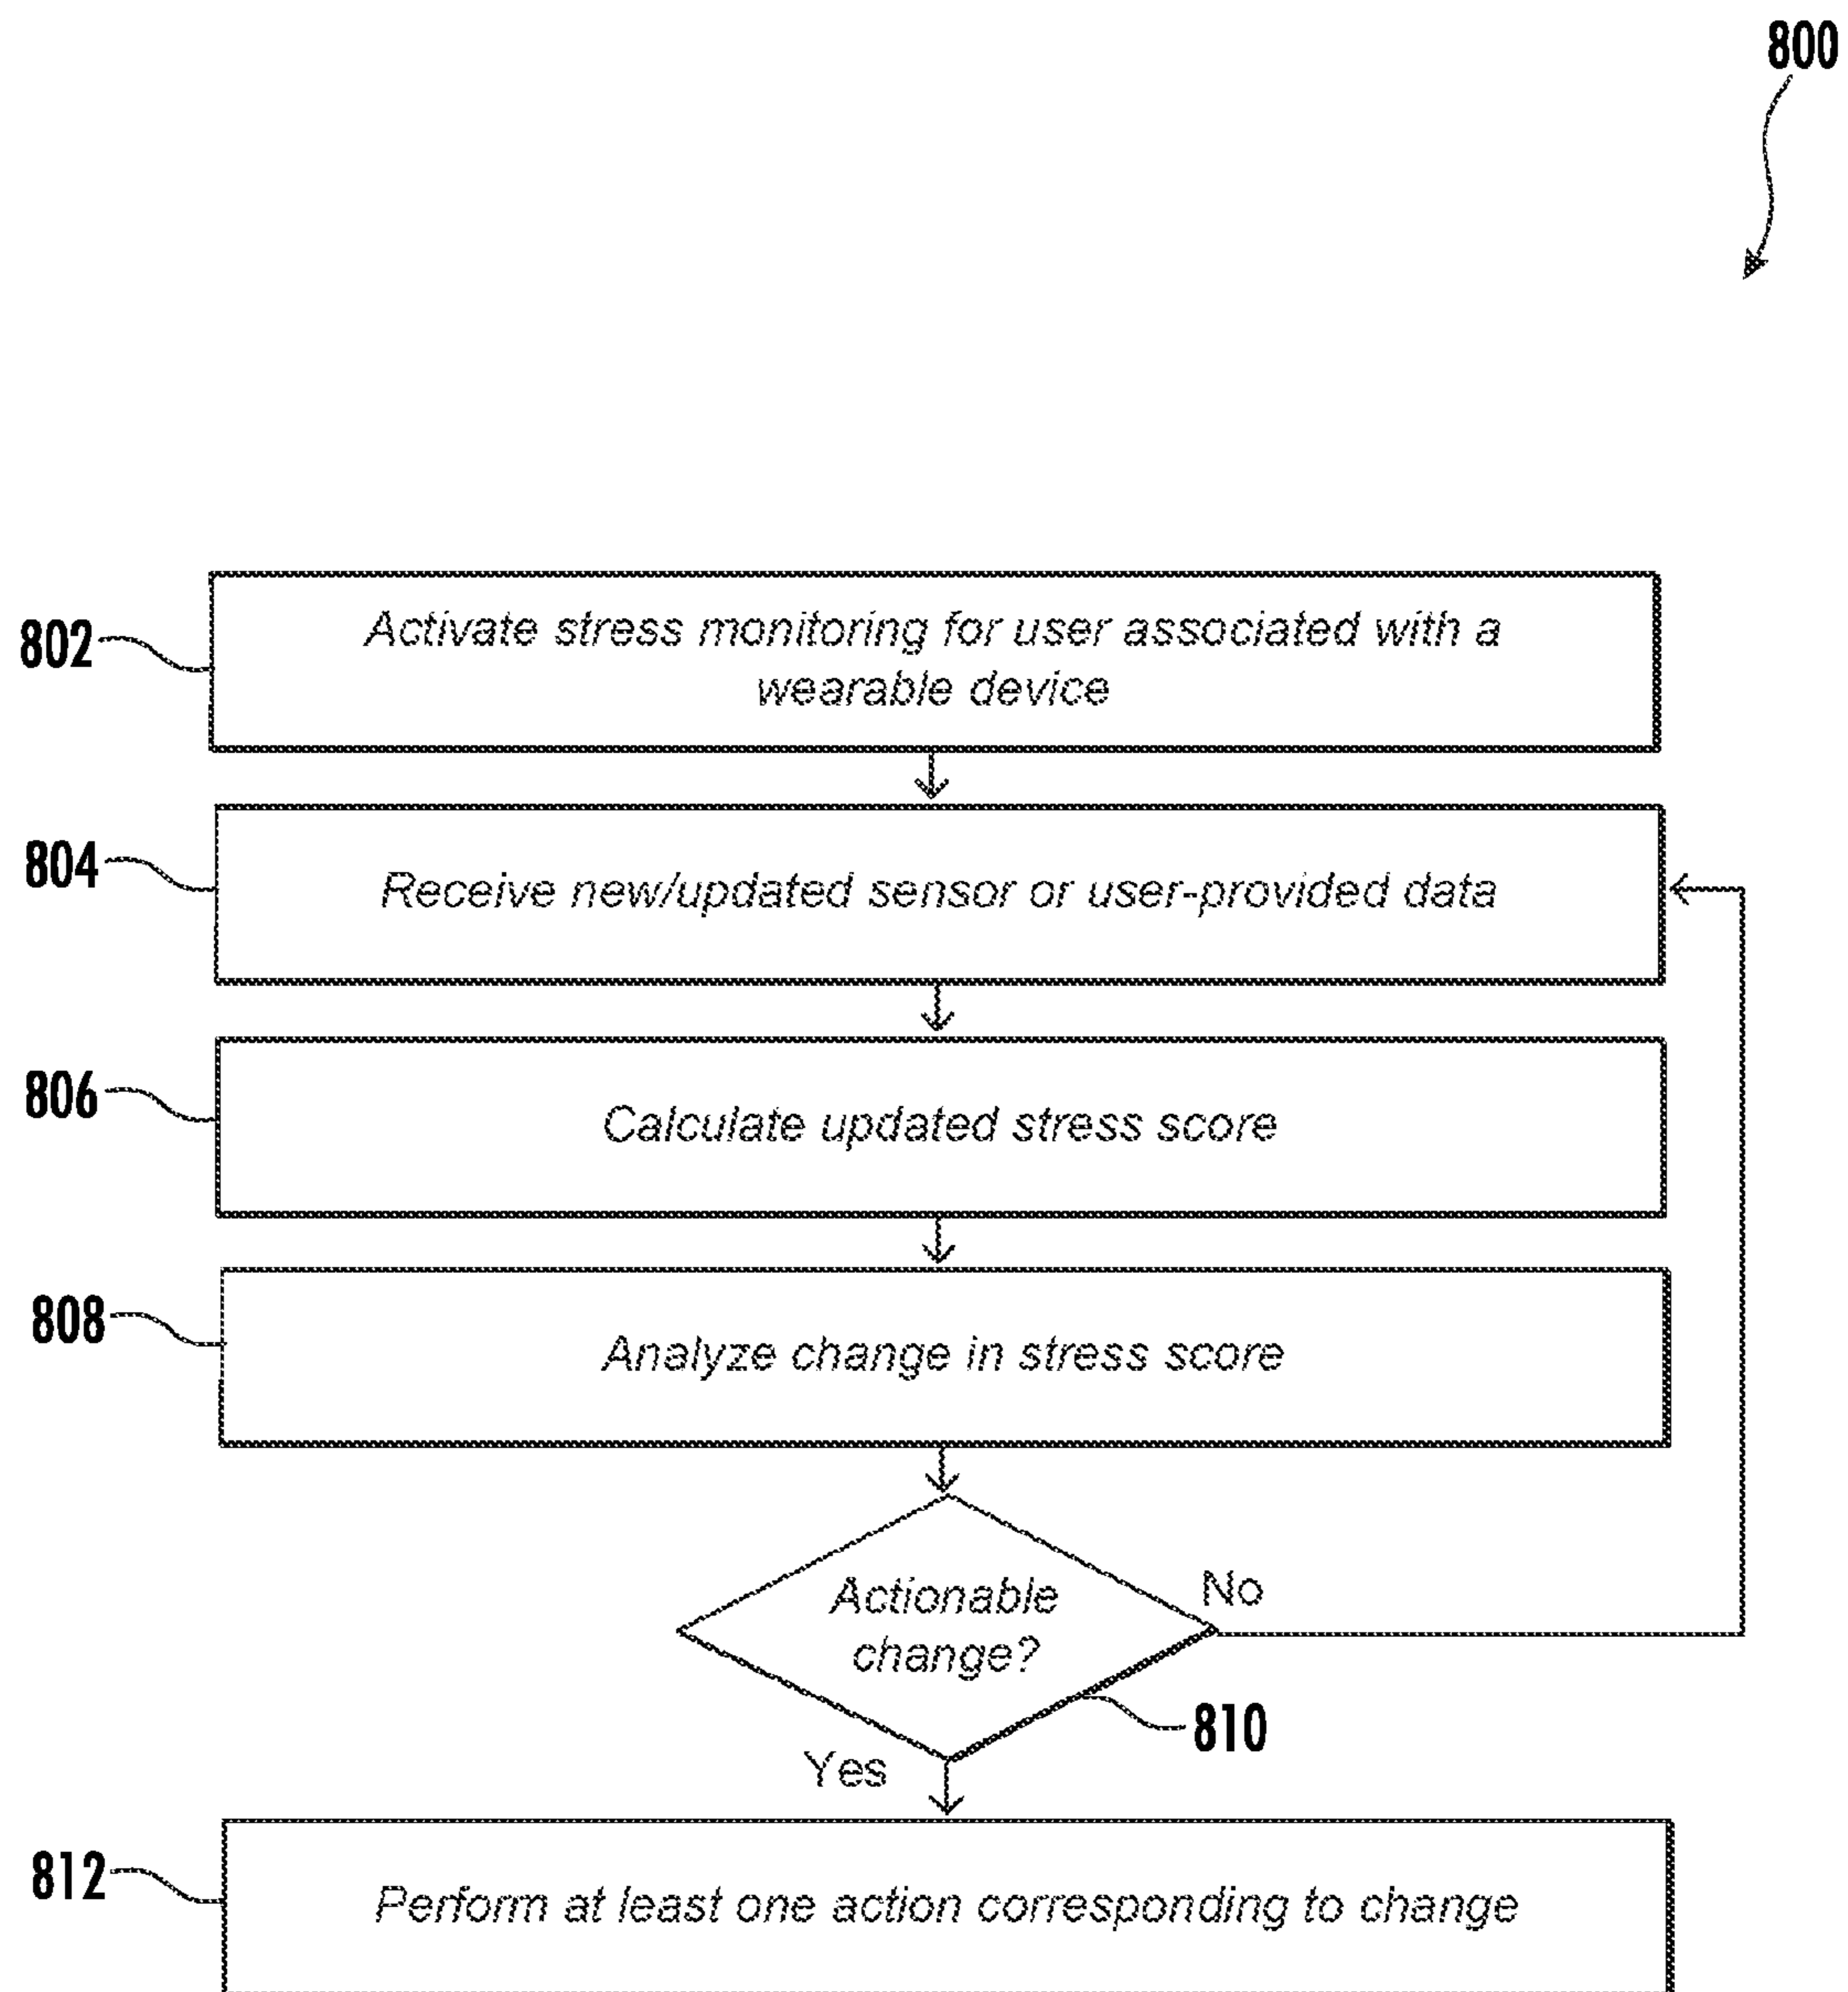 800
802
Activate stress monitoring for user associated with a
wearable device
804
Receive new/updated sensor or user-provided data
806
Calculate updated stress score
808
Analyze change in stress score
Actionable
change?
No
810
Yes
812
Perform at least one action corresponding to change